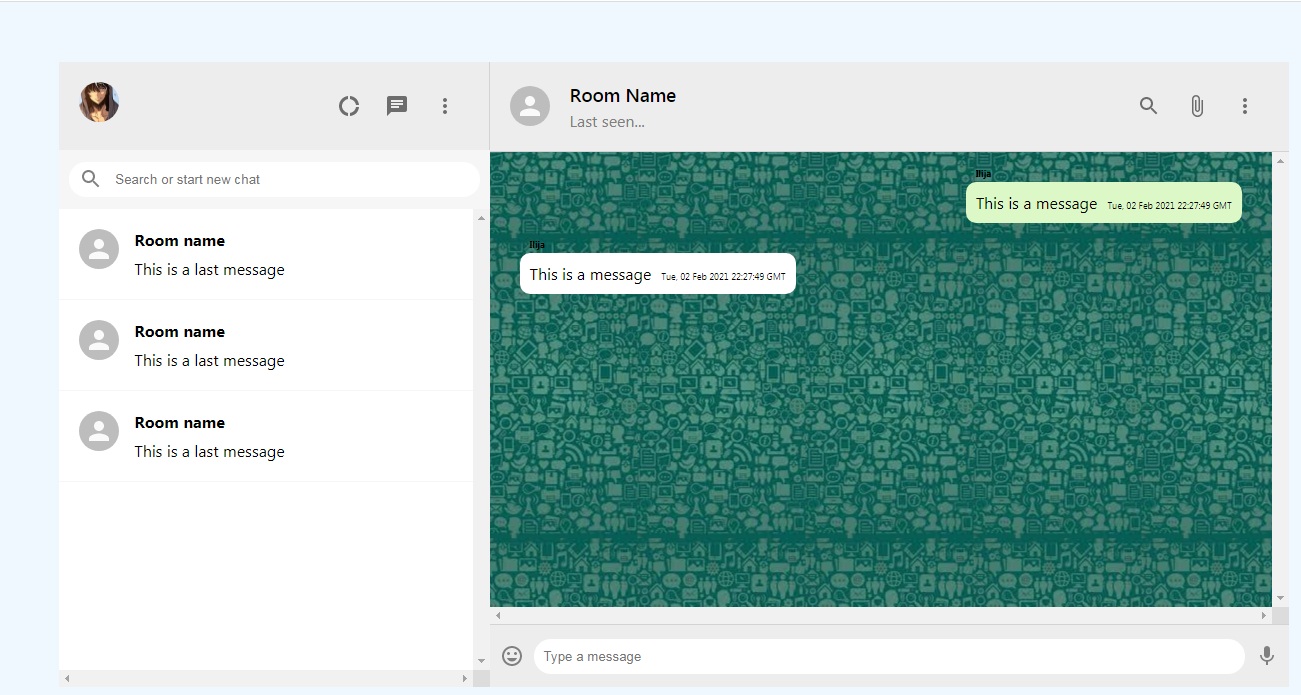 Search or start new chat
Room name
This is a last message
Room name
This is a last message
Room name
This is a last message
Room Name
Last seen...
Ilija
This is a message Tue, 02 Feb 2021 22:27:49 GMT
Ilija
This is a message Tue, 02 Feb 2021 22:27:49 GMT
Type a message